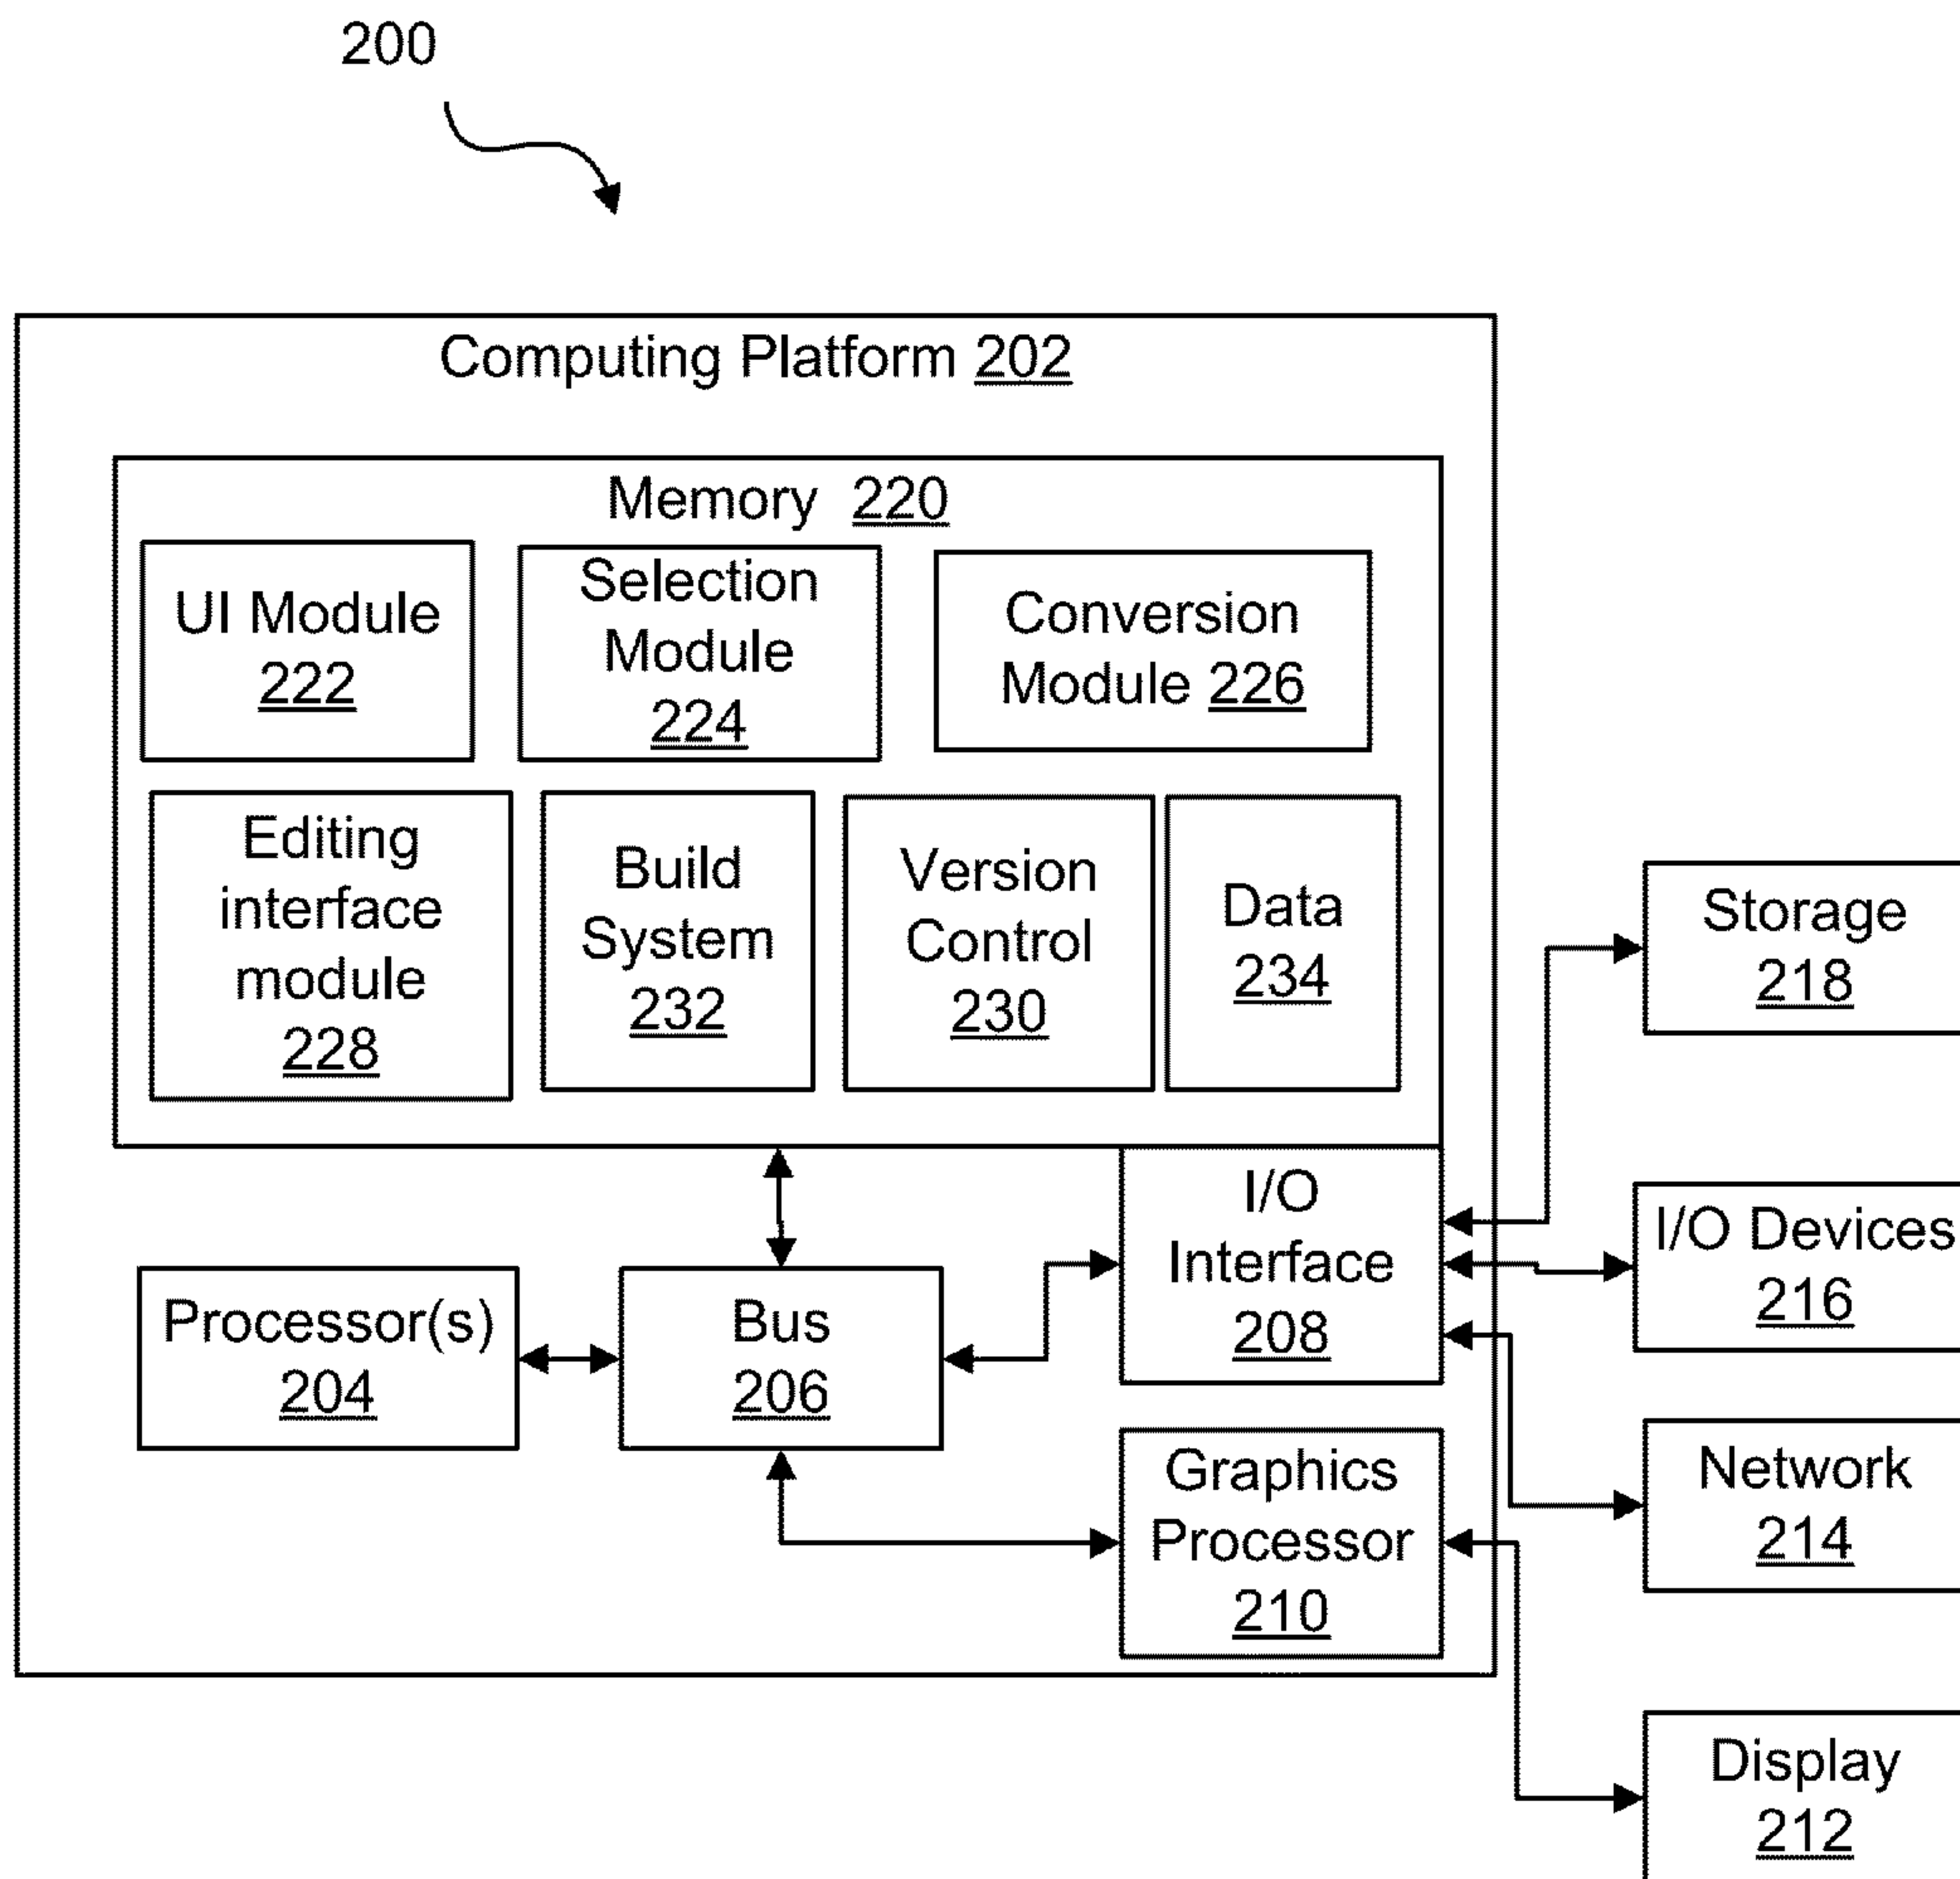 200
Computing Platform 202
Memory 220
UI Module
222
Selection
Module
224
Conversion
Module 226
Editing
interface
module
228
Build
System
232
Version
Control
230
Data
234
Storage
218
I/O
Interface
208
I/O Devices
216
Processor(s)
204
Bus
206
Graphics
Processor
210
Network
214
Display
212